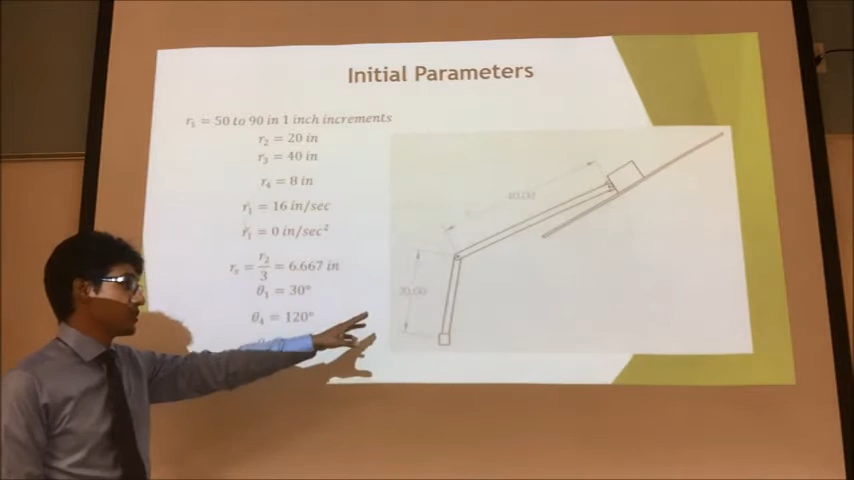 Initial Parameters
r₁ = 50 to 90 in 1 inch increments
r₂ = 20 in
r₃ = 40 in
r₄ = 8 in
ṙ₁ = 16 in/sec
r̈₁ = 0 in/sec²
rₛ = r₂/3 = 6.667 in
θ₁ = 30°
θ₄ = 120°
40.00
20.00